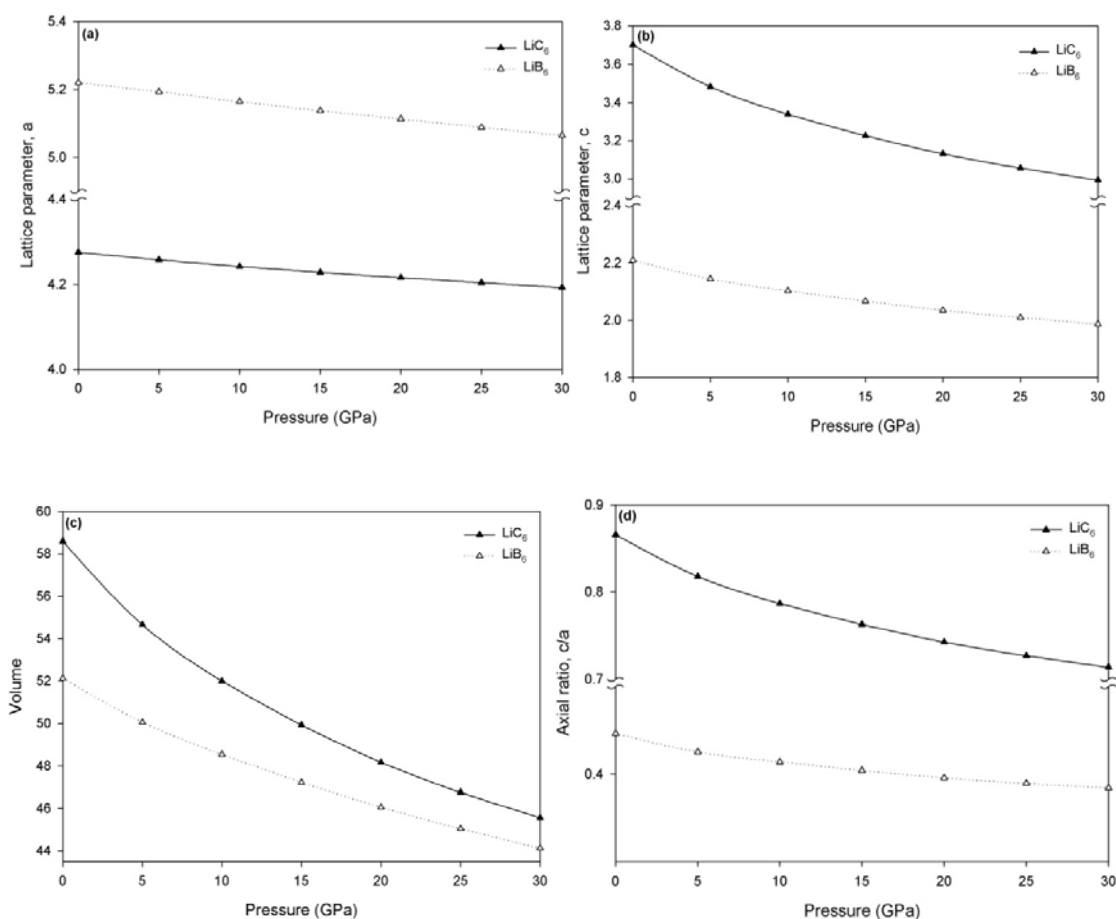 (a)
LiC₆
LiB₆
Lattice parameter, a
5.4
5.2
5.0
4.4
4.2
4.0
0 5 10 15 20 25 30
Pressure (GPa)
(b)
LiC₆
LiB₆
Lattice parameter, c
3.8
3.6
3.4
3.2
3.0
2.4
2.2
2.0
1.8
0 5 10 15 20 25 30
Pressure (GPa)
(c)
LiC₆
LiB₆
Volume
60
58
56
54
52
50
48
46
44
0 5 10 15 20 25 30
Pressure (GPa)
(d)
LiC₆
LiB₆
Axial ratio, c/a
0.9
0.8
0.7
0.4
0 5 10 15 20 25 30
Pressure (GPa)